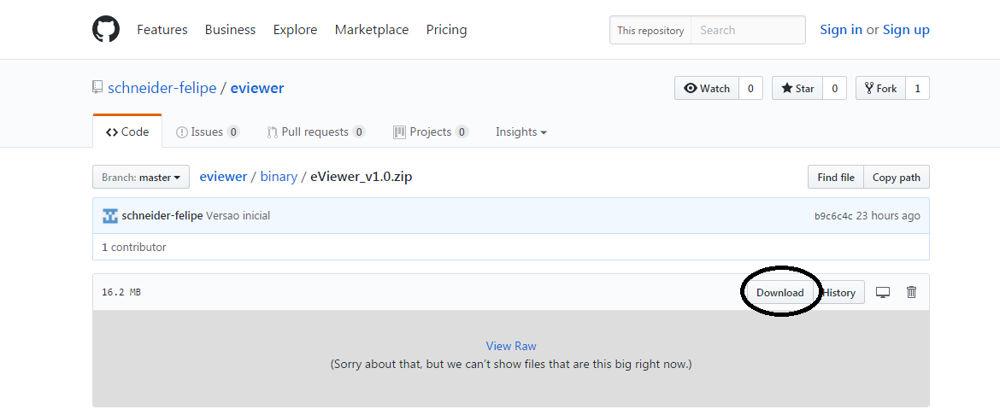 Features Business Explore Marketplace Pricing This repository Search Sign in or Sign up
schneider-felipe / eviewer Watch 0 Star 0 Fork 1
Code Issues 0 Pull requests 0 Projects 0 Insights
Branch: master eviewer / binary / eViewer_v1.0.zip Find file Copy path
schneider-felipe Versao inicial b9c6c4c 23 hours ago
1 contributor
16.2 MB Download History
View Raw
(Sorry about that, but we can't show files that are this big right now.)